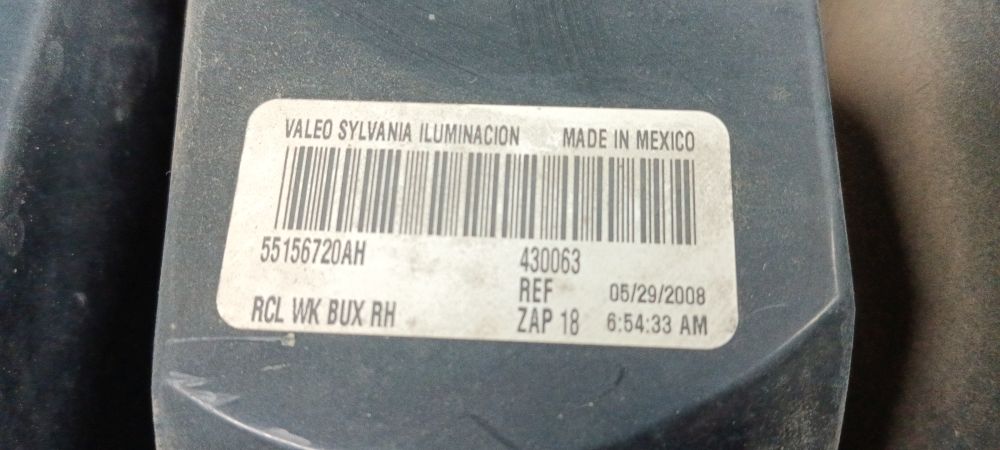 VALEO SYLVANIA ILUMINACION MADE IN MEXICO
55156720AH 430063
REF 05/29/2008
RCL WK BUX RH ZAP 18 6:54:33 AM